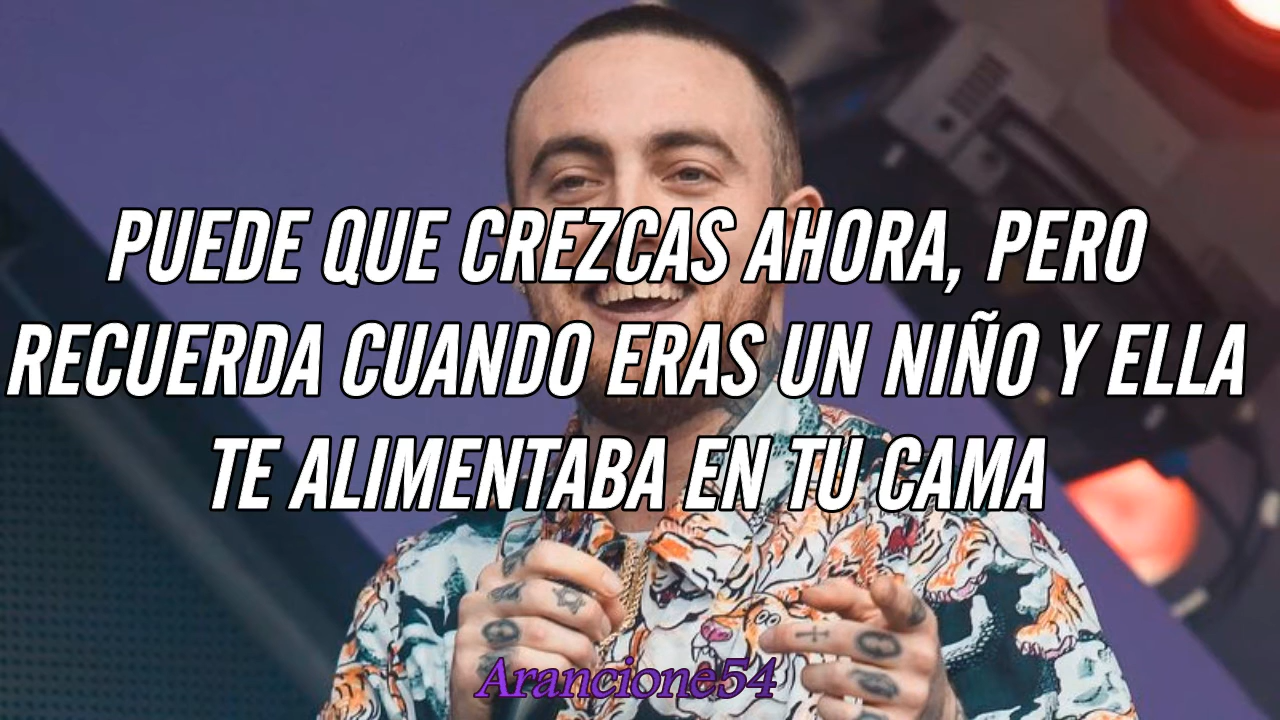 PUEDE QUE CREZCAS AHORA, PERO
RECUERDA CUANDO ERAS UN NIÑO Y ELLA
TE ALIMENTABA EN TU CAMA
Arancione54